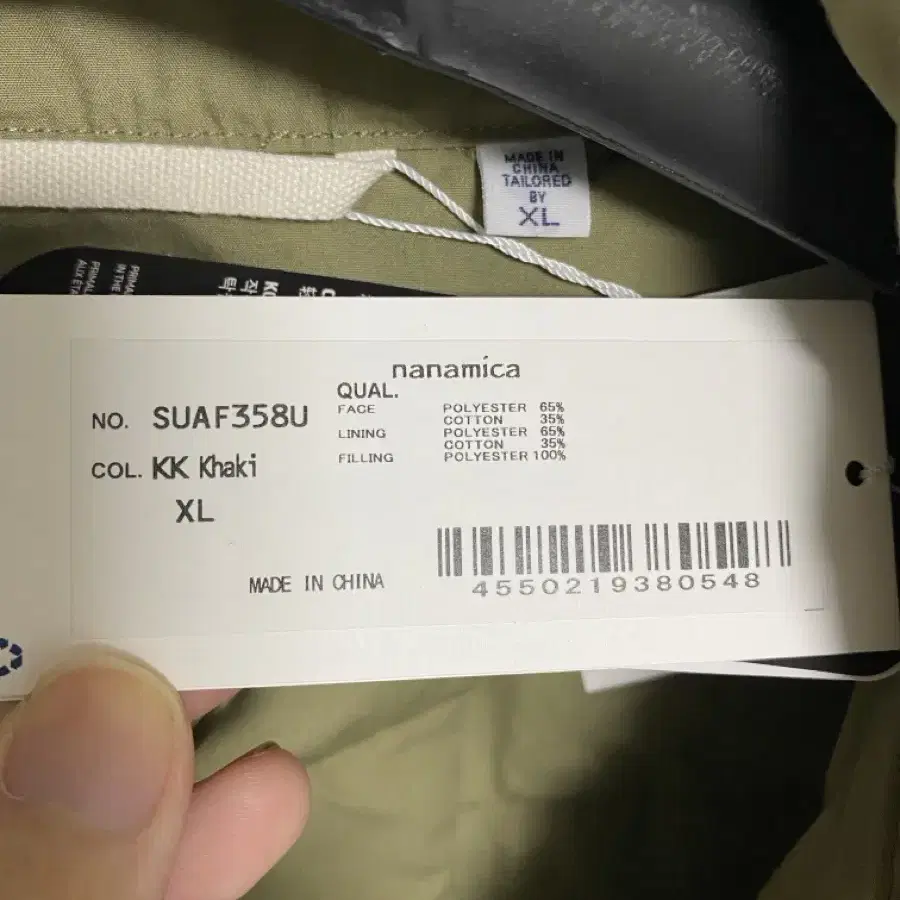 MADE IN
CHINA
TAILORED
BY
XL
nanamica
NO. SUAF358U
COL. KK Khaki
XL
QUAL.
FACE POLYESTER 65%
COTTON 35%
LINING POLYESTER 65%
COTTON 35%
FILLING POLYESTER 100%
MADE IN CHINA
4550219380548